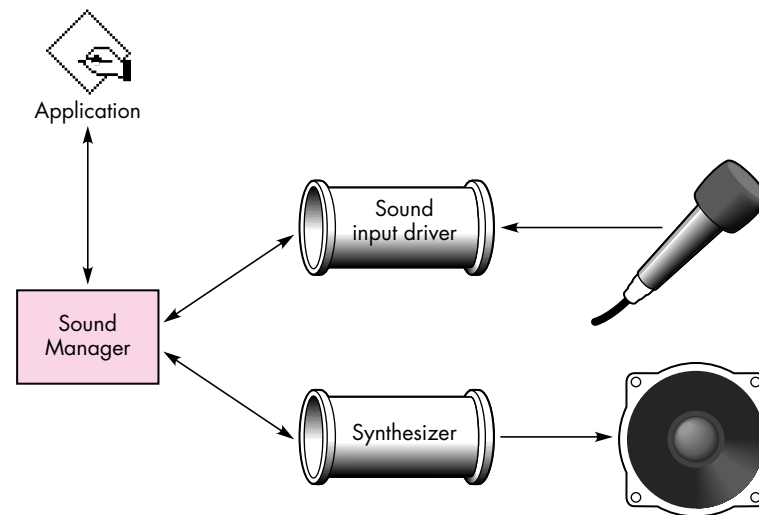 Application
Sound
input driver
Sound
Manager
Synthesizer